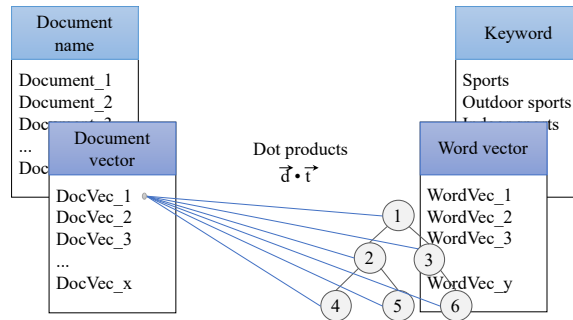 Document
name
Document_1
Document_2
...
Keyword
Sports
Outdoor sports
Document
vector
DocVec_1
DocVec_2
DocVec_3
...
DocVec_x
Dot products
d • t
Word vector
WordVec_1
WordVec_2
WordVec_3
WordVec_y
1
2
3
4
5
6